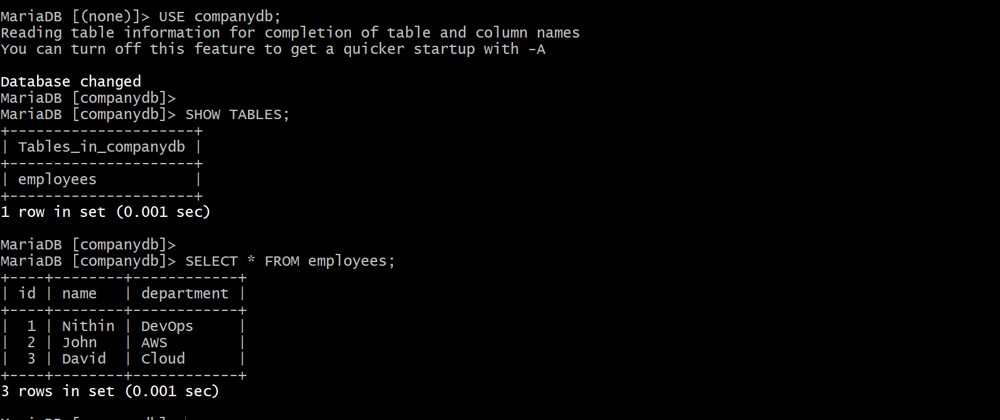 MariaDB [(none)]> USE companydb;
Reading table information for completion of table and column names
You can turn off this feature to get a quicker startup with -A
Database changed
MariaDB [companydb]>
MariaDB [companydb]> SHOW TABLES;
+---------------------+
| Tables_in_companydb |
+---------------------+
| employees           |
+---------------------+
1 row in set (0.001 sec)
MariaDB [companydb]>
MariaDB [companydb]> SELECT * FROM employees;
+----+--------+------------+
| id | name   | department |
+----+--------+------------+
|  1 | Nithin | DevOps     |
|  2 | John   | AWS        |
|  3 | David  | Cloud      |
+----+--------+------------+
3 rows in set (0.001 sec)